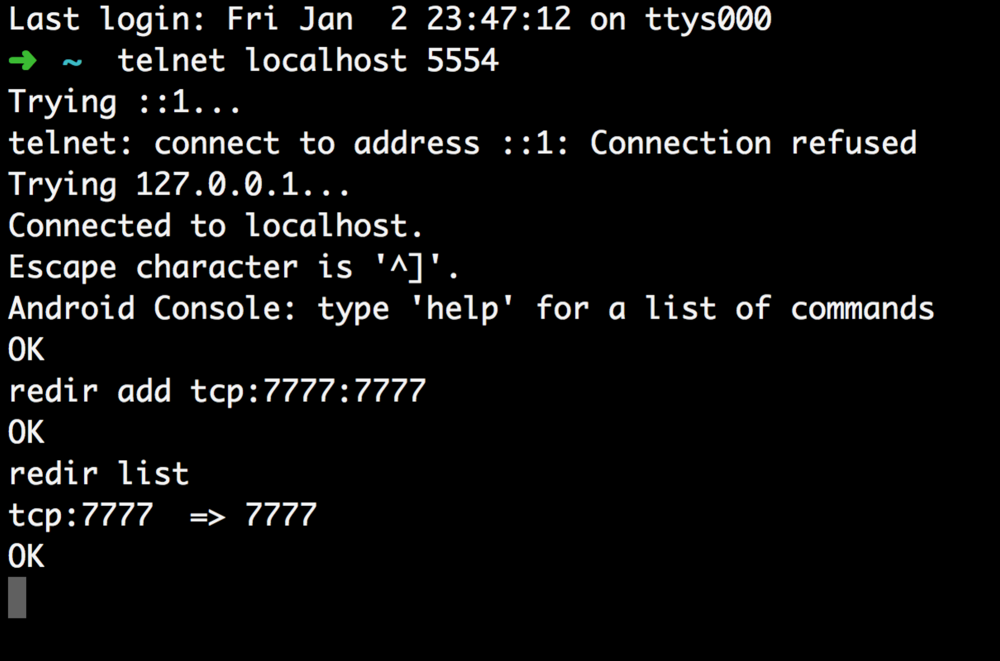 Last login: Fri Jan  2 23:47:12 on ttys000
➜  ~  telnet localhost 5554
Trying ::1...
telnet: connect to address ::1: Connection refused
Trying 127.0.0.1...
Connected to localhost.
Escape character is '^]'.
Android Console: type 'help' for a list of commands
OK
redir add tcp:7777:7777
OK
redir list
tcp:7777  => 7777
OK